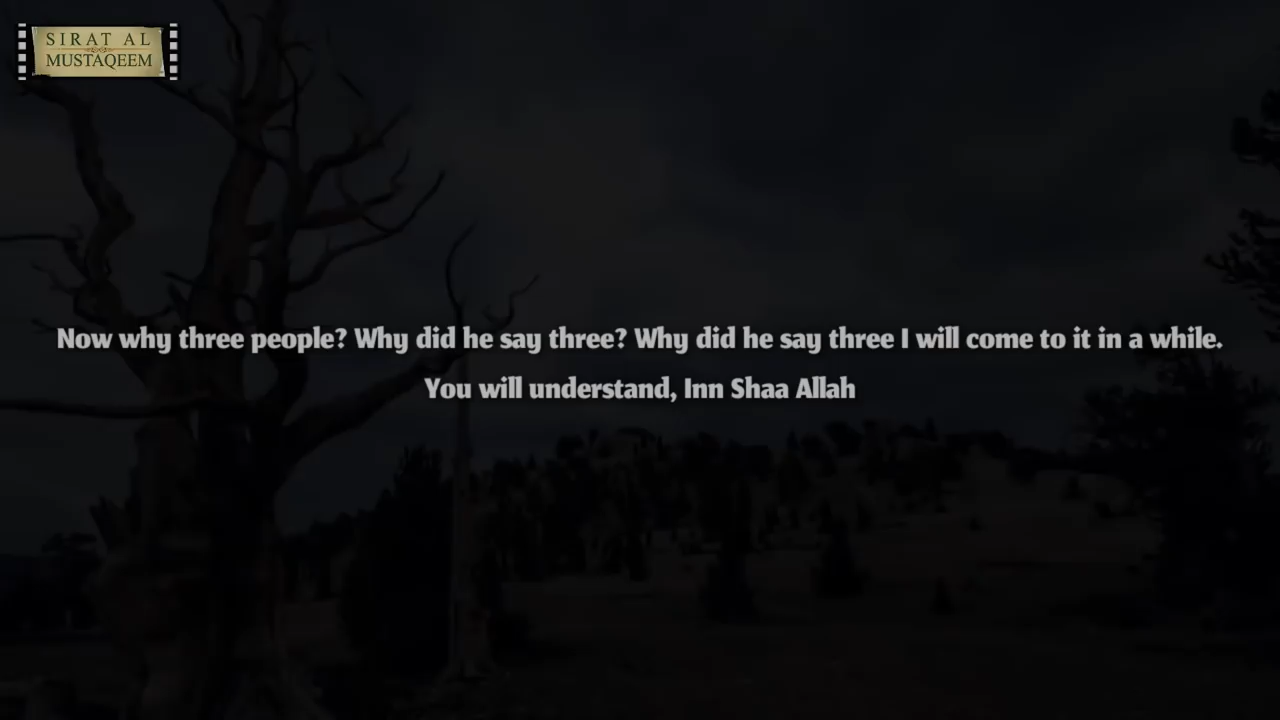 SIRAT AL
MUSTAQEEM
Now why three people? Why did he say three? Why did he say three I will come to it in a while.
You will understand, Inn Shaa Allah